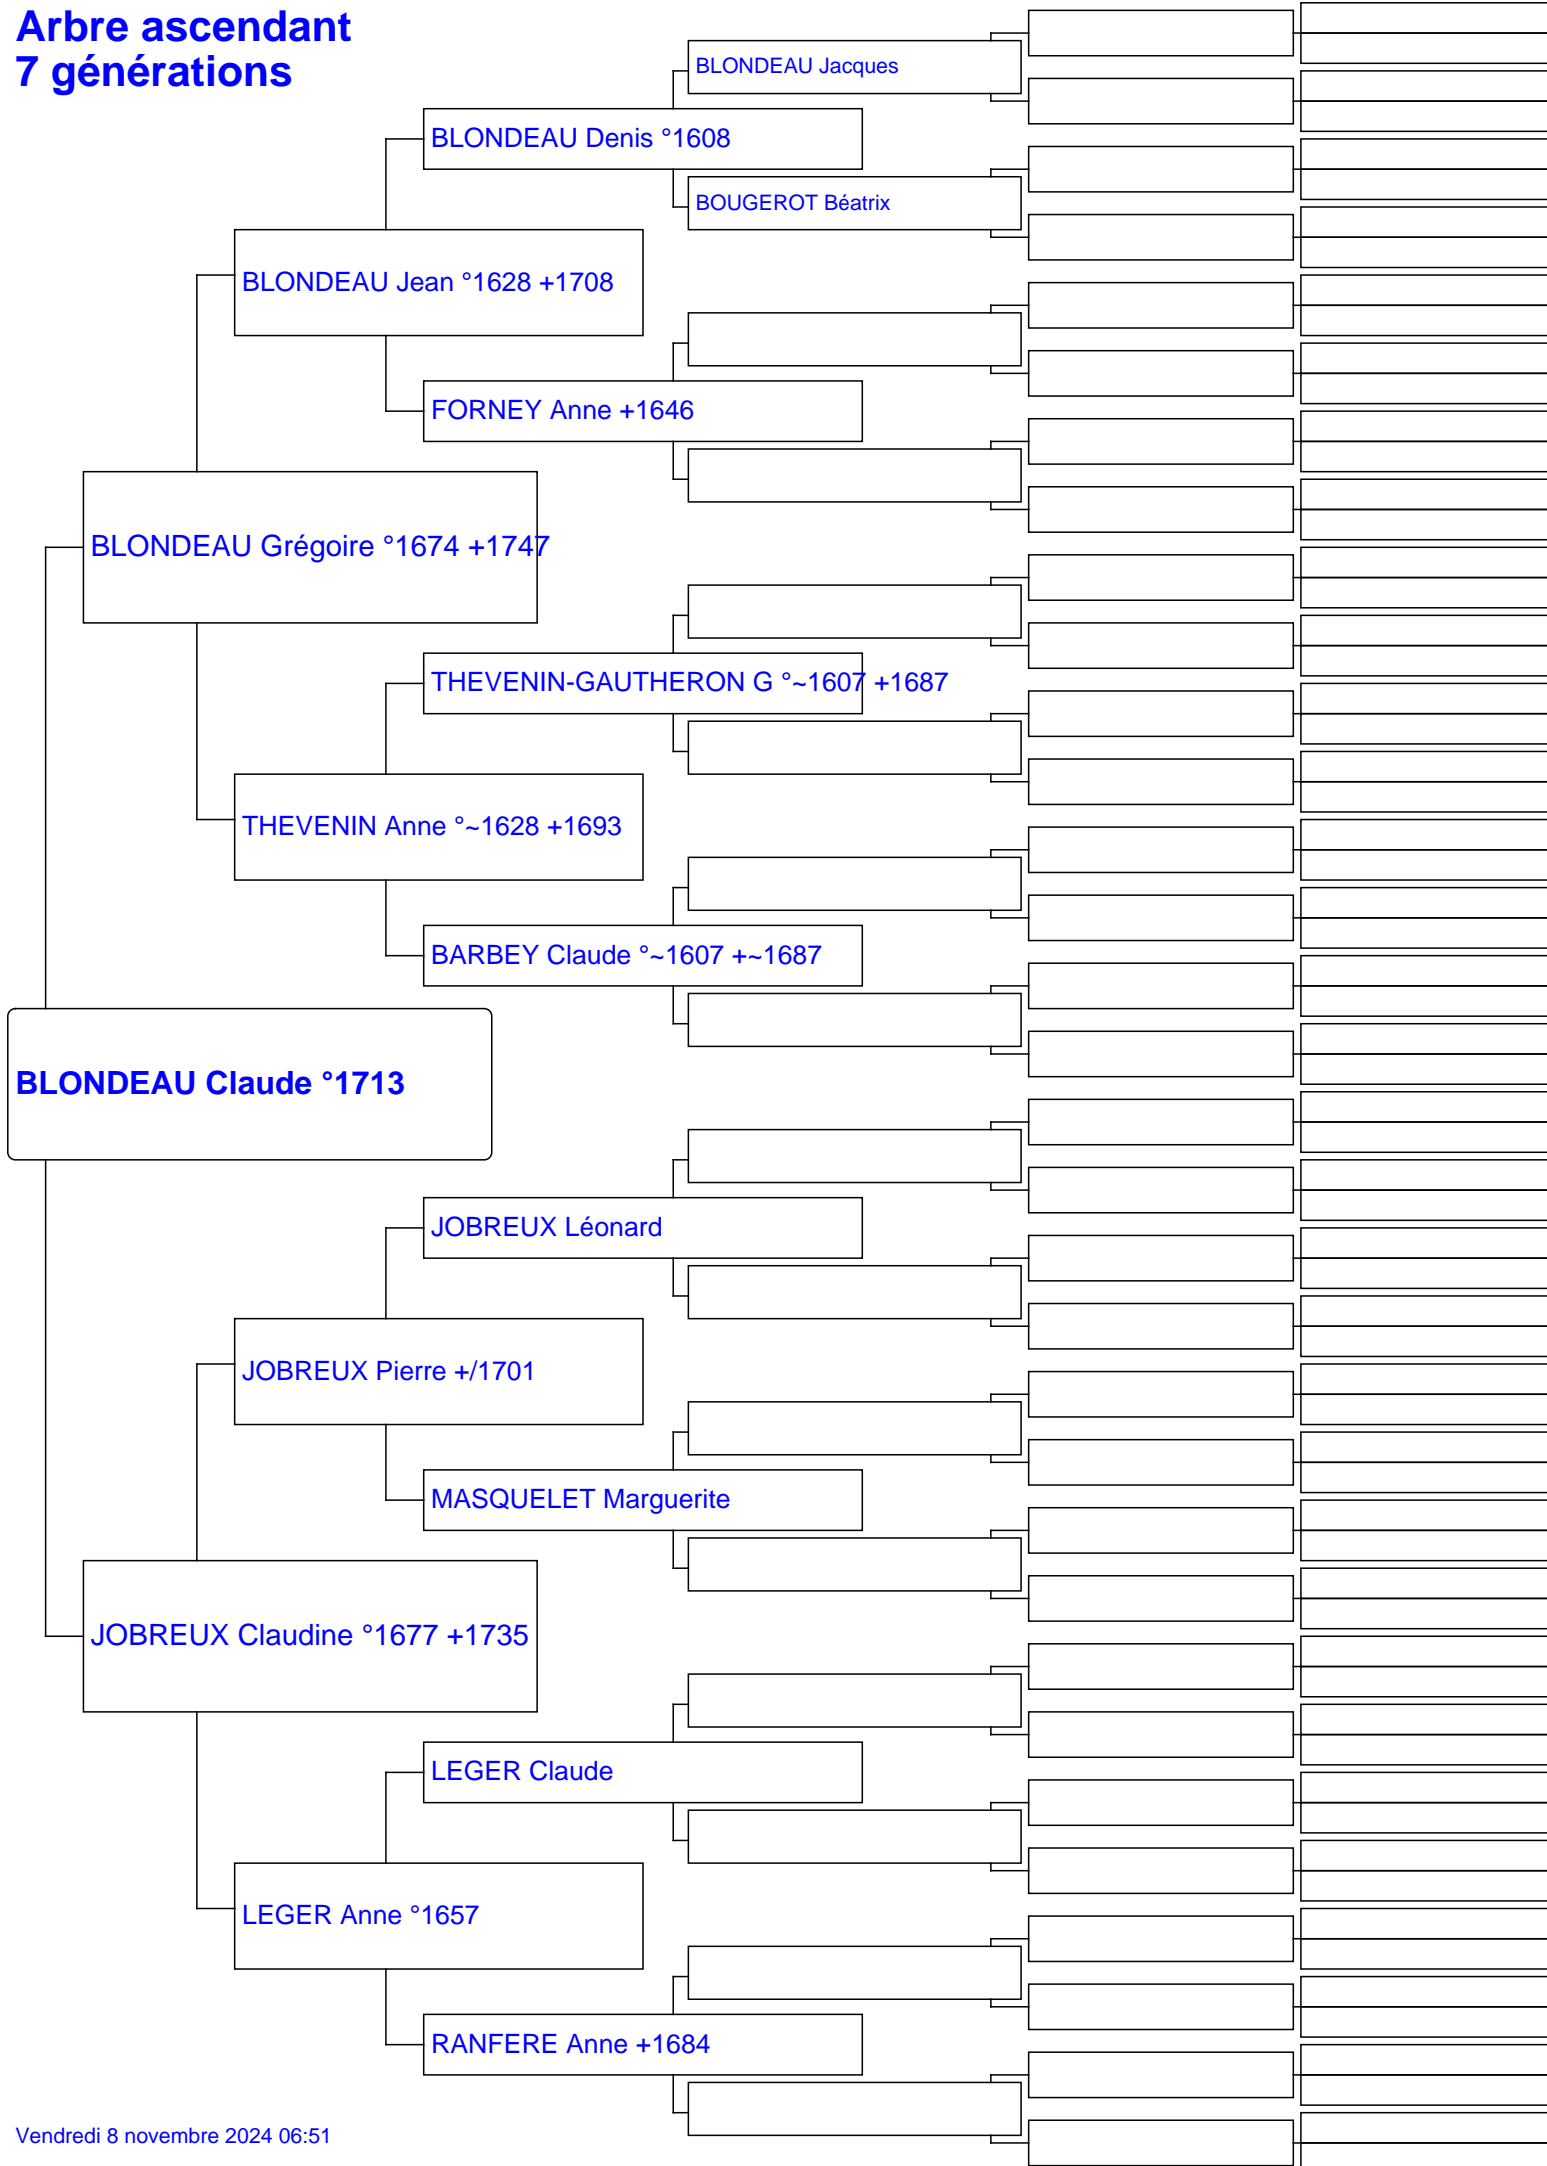 Arbre ascendant
7 générations
BLONDEAU Jacques
BLONDEAU Denis °1608
BOUGEROT Béatrix
BLONDEAU Jean °1628 +1708
FORNEY Anne +1646
BLONDEAU Grégoire °1674 +1747
THEVENIN-GAUTHERON G °~1607 +1687
THEVENIN Anne °~1628 +1693
BARBEY Claude °~1607 +~1687
BLONDEAU Claude °1713
JOBREUX Léonard
JOBREUX Pierre +/1701
MASQUELET Marguerite
JOBREUX Claudine °1677 +1735
LEGER Claude
LEGER Anne °1657
RANFERE Anne +1684
Vendredi 8 novembre 2024 06:51